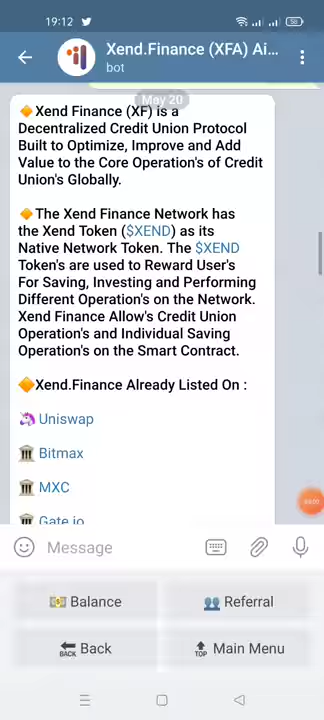 19:12
50
Xend.Finance (XFA) Ai...
bot
May 20
🔶Xend Finance (XF) is a
Decentralized Credit Union Protocol
Built to Optimize, Improve and Add
Value to the Core Operation's of Credit
Union's Globally.
🔶The Xend Finance Network has
the Xend Token ($XEND) as its
Native Network Token. The $XEND
Token's are used to Reward User's
For Saving, Investing and Performing
Different Operation's on the Network.
Xend Finance Allow's Credit Union
Operation's and Individual Saving
Operation's on the Smart Contract.
🔶Xend.Finance Already Listed On :
🦄 Uniswap
🏛 Bitmax
🏛 MXC
🏛 Gate.io
Message
💵 Balance
👥 Referral
🔙 Back
🔝 Main Menu